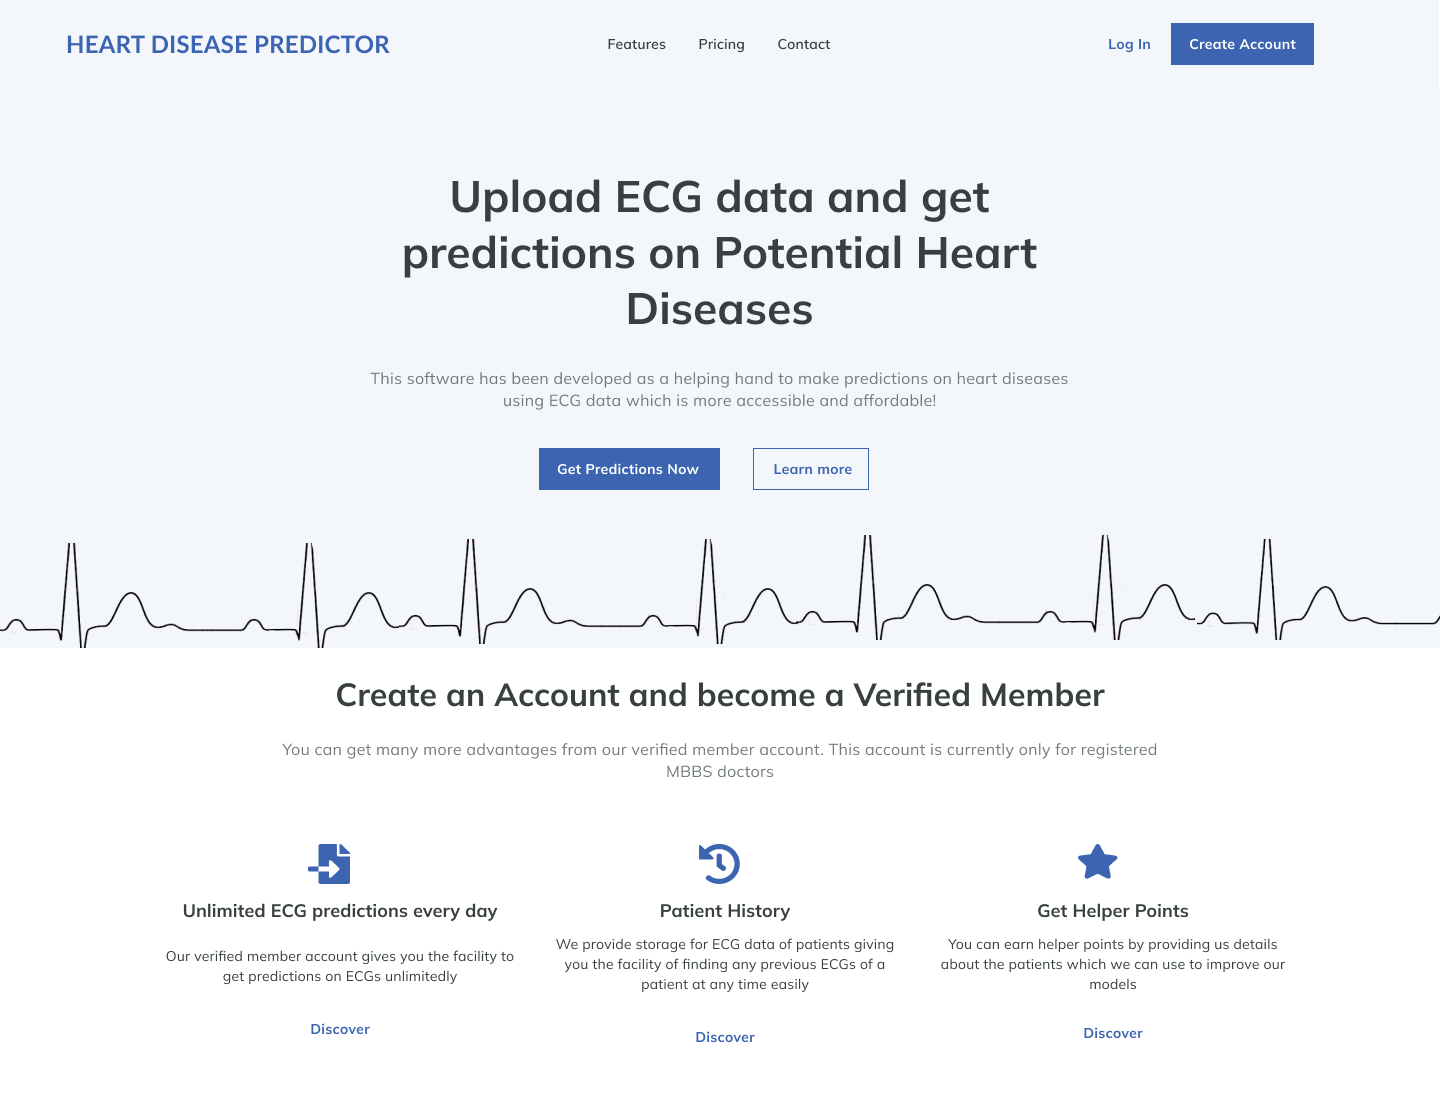 HEART DISEASE PREDICTOR
Features
Pricing
Contact
Log In
Create Account
Upload ECG data and get
predictions on Potential Heart
Diseases
This software has been developed as a helping hand to make predictions on heart diseases
using ECG data which is more accessible and affordable!
Get Predictions Now
Learn more
Create an Account and become a Verified Member
You can get many more advantages from our verified member account. This account is currently only for registered
MBBS doctors
Unlimited ECG predictions every day
Our verified member account gives you the facility to
get predictions on ECGs unlimitedly
Discover
Patient History
We provide storage for ECG data of patients giving
you the facility of finding any previous ECGs of a
patient at any time easily
Discover
Get Helper Points
You can earn helper points by providing us details
about the patients which we can use to improve our
models
Discover